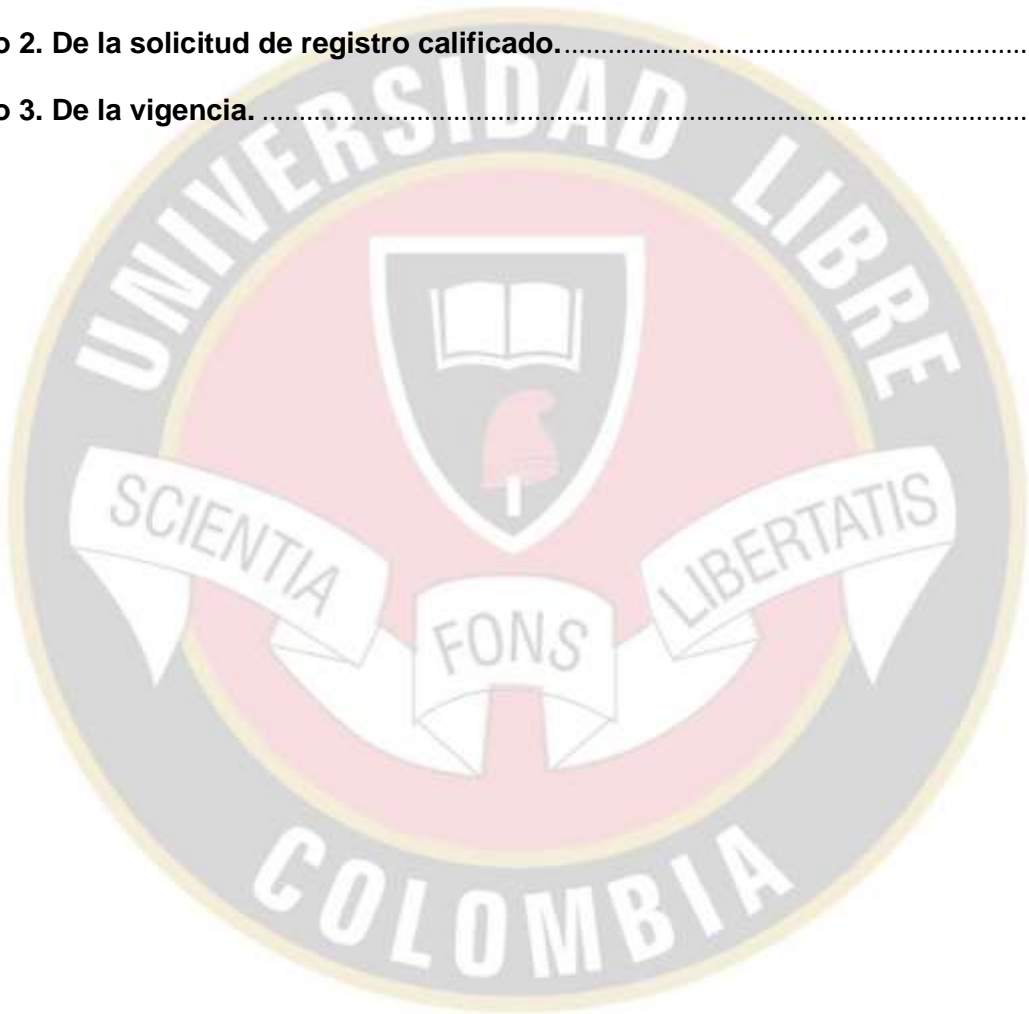 o 2. De la solicitud de registro calificado.................................................................................
o 3. De la vigencia. ........................................................................................................
UNIVERSIDAD LIBRE
SCIENTIA FONS LIBERTATIS
COLOMBIA